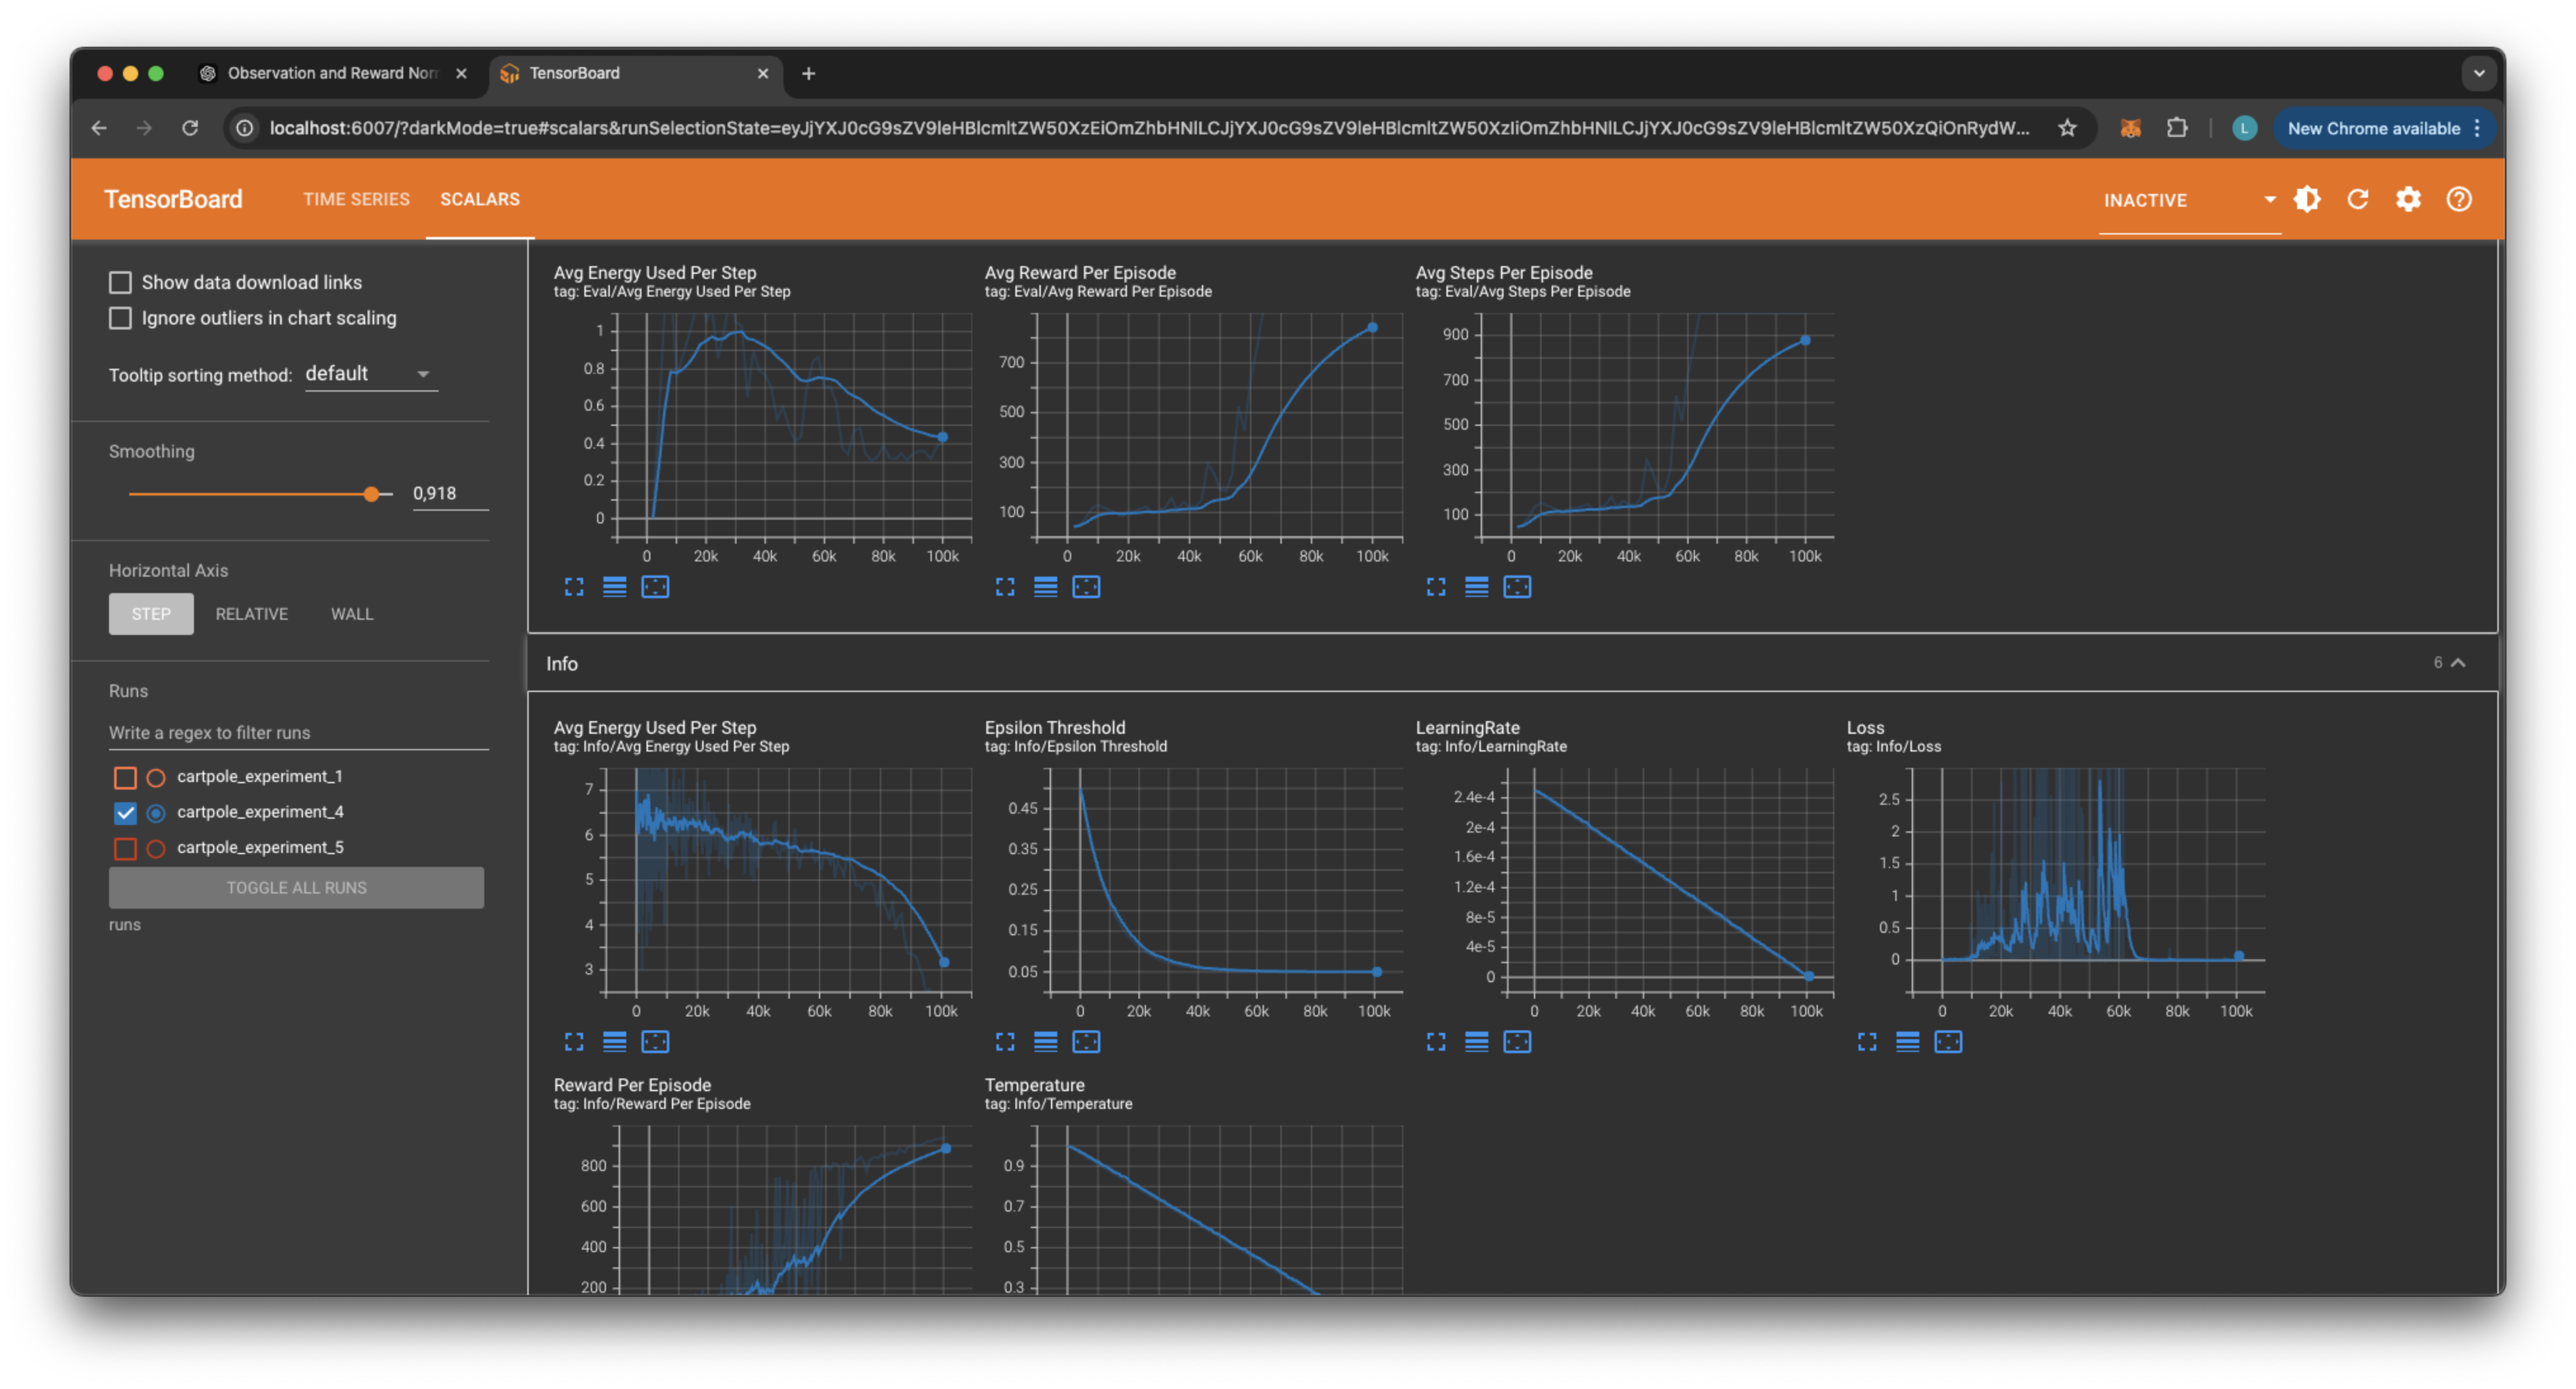 Observation and Reward Norr
TensorBoard
localhost:6007/?darkMode=true#scalars&runSelectionState=eyJjYXJ0cG9sZV9leHBlcmltZW50XzEiOmZhbHNlLCJjYXJ0cG9sZV9leHBlcmltZW50XzIiOmZhbHNlLCJjYXJ0cG9sZV9leHBlcmltZW50XzQiOnRydW...
L
New Chrome available
TensorBoard
TIME SERIES
SCALARS
INACTIVE
Show data download links
Ignore outliers in chart scaling
Tooltip sorting method: default
Smoothing
0,918
Horizontal Axis
STEP RELATIVE WALL
Runs
Write a regex to filter runs
cartpole_experiment_1
cartpole_experiment_4
cartpole_experiment_5
TOGGLE ALL RUNS
runs
Avg Energy Used Per Step
tag: Eval/Avg Energy Used Per Step
1
0.8
0.6
0.4
0.2
0
0 20k 40k 60k 80k 100k
Avg Reward Per Episode
tag: Eval/Avg Reward Per Episode
700
500
300
100
0 20k 40k 60k 80k 100k
Avg Steps Per Episode
tag: Eval/Avg Steps Per Episode
900
700
500
300
100
0 20k 40k 60k 80k 100k
Info
6
Avg Energy Used Per Step
tag: Info/Avg Energy Used Per Step
7
6
5
4
3
0 20k 40k 60k 80k 100k
Epsilon Threshold
tag: Info/Epsilon Threshold
0.45
0.35
0.25
0.15
0.05
0 20k 40k 60k 80k 100k
LearningRate
tag: Info/LearningRate
2.4e-4
2e-4
1.6e-4
1.2e-4
8e-5
4e-5
0
0 20k 40k 60k 80k 100k
Loss
tag: Info/Loss
2.5
2
1.5
1
0.5
0
0 20k 40k 60k 80k 100k
Reward Per Episode
tag: Info/Reward Per Episode
800
600
400
200
Temperature
tag: Info/Temperature
0.9
0.7
0.5
0.3